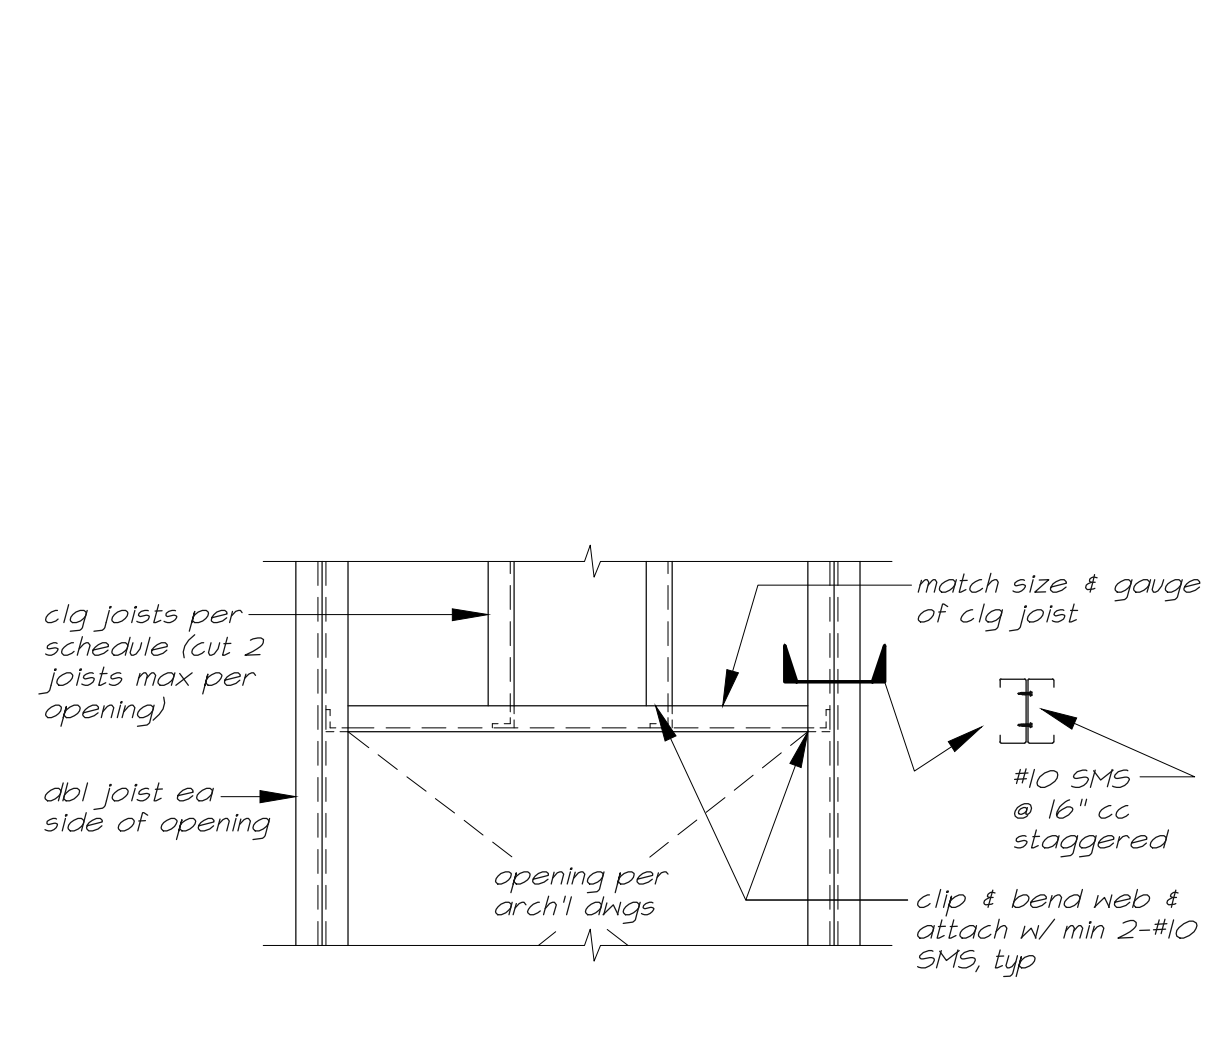 clg joists per
schedule (cut 2
joists max per
opening)
dbl joist ea
side of opening
opening per
arch'l dwgs
match size & gauge
of clg joist
#10 SMS
@ 16" cc
staggered
clip & bend web &
attach w/ min 2-#10
SMS, typ